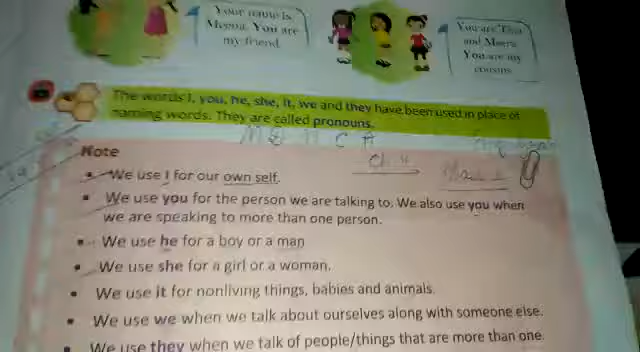 Your name is
Meena. You are
my friend.
You are Tina
and Meera.
You are my
cousins.
The words I, you, he, she, it, we and they have been used in place of
naming words. They are called pronouns.
Ch. 4
Note
• We use I for our own self.
• We use you for the person we are talking to. We also use you when
we are speaking to more than one person.
• We use he for a boy or a man
• We use she for a girl or a woman.
• We use it for nonliving things, babies and animals.
• We use we when we talk about ourselves along with someone else.
• We use they when we talk of people/things that are more than one.